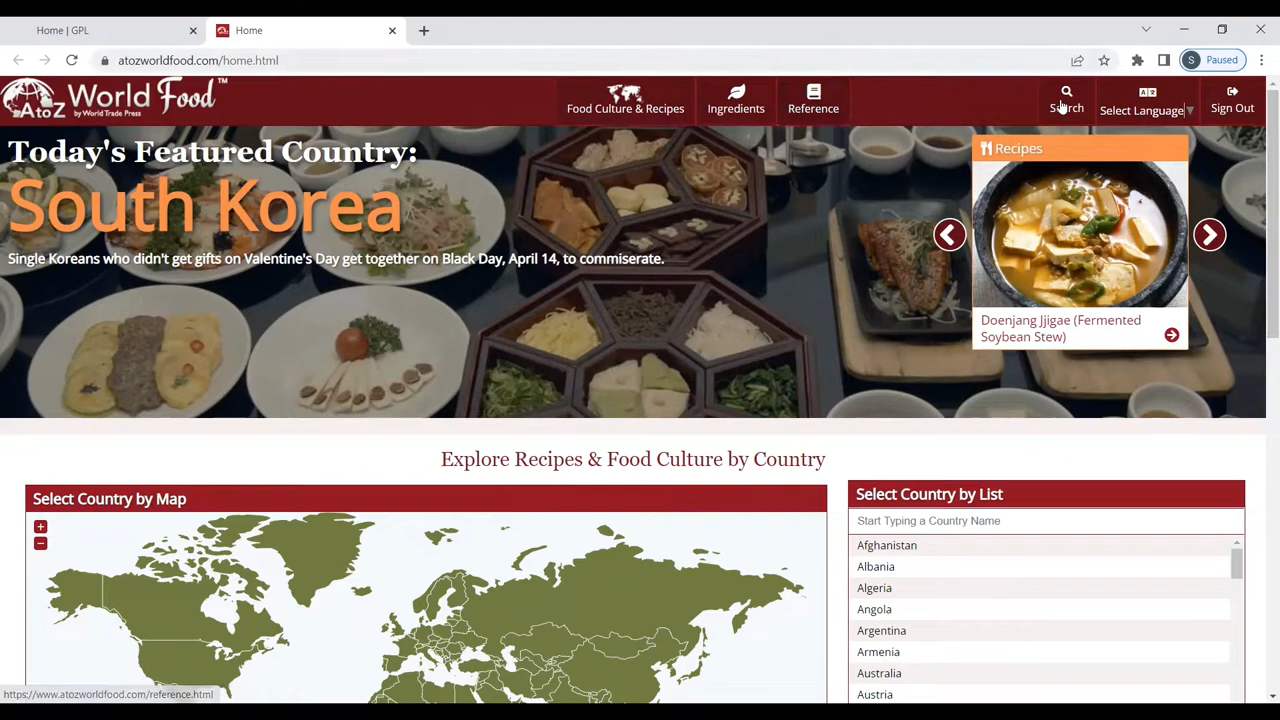 Home | GPL
Home
atozworldfood.com/home.html
S Paused
AtoZ World Food™
by World Trade Press
Food Culture & Recipes
Ingredients
Reference
Search
Select Language
Sign Out
Today's Featured Country:
South Korea
Single Koreans who didn't get gifts on Valentine's Day get together on Black Day, April 14, to commiserate.
Recipes
Doenjang Jjigae (Fermented
Soybean Stew)
Explore Recipes & Food Culture by Country
Select Country by Map
+
−
Select Country by List
Start Typing a Country Name
Afghanistan
Albania
Algeria
Angola
Argentina
Armenia
Australia
Austria
https://www.atozworldfood.com/reference.html